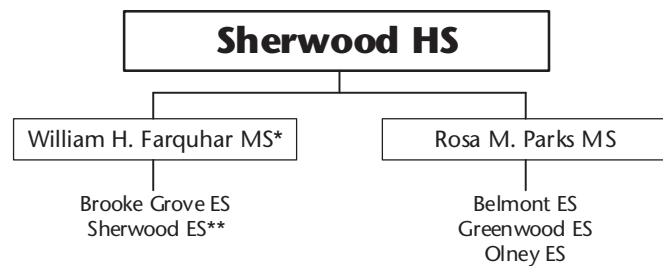 Sherwood HS
William H. Farquhar MS*
Rosa M. Parks MS
Brooke Grove ES
Sherwood ES**
Belmont ES
Greenwood ES
Olney ES